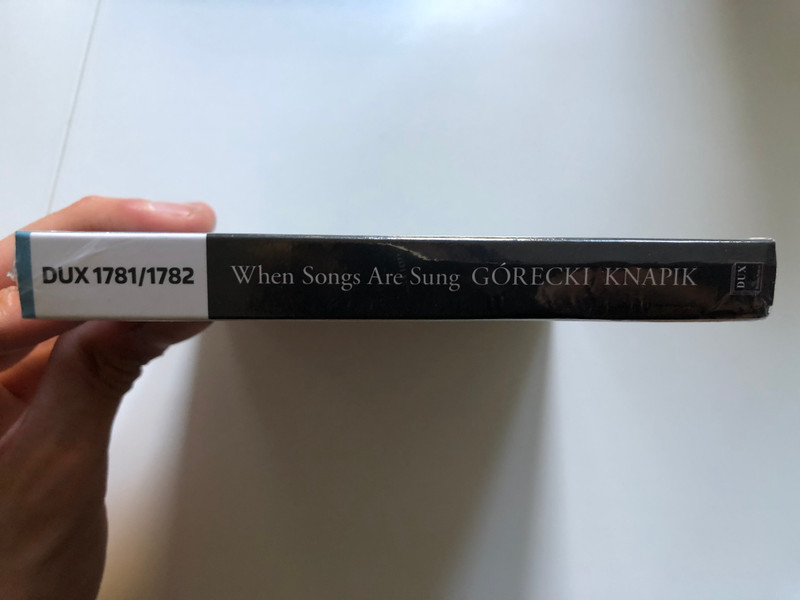 DUX 1781/1782 When Songs Are Sung GÓRECKI KNAPIK DUX